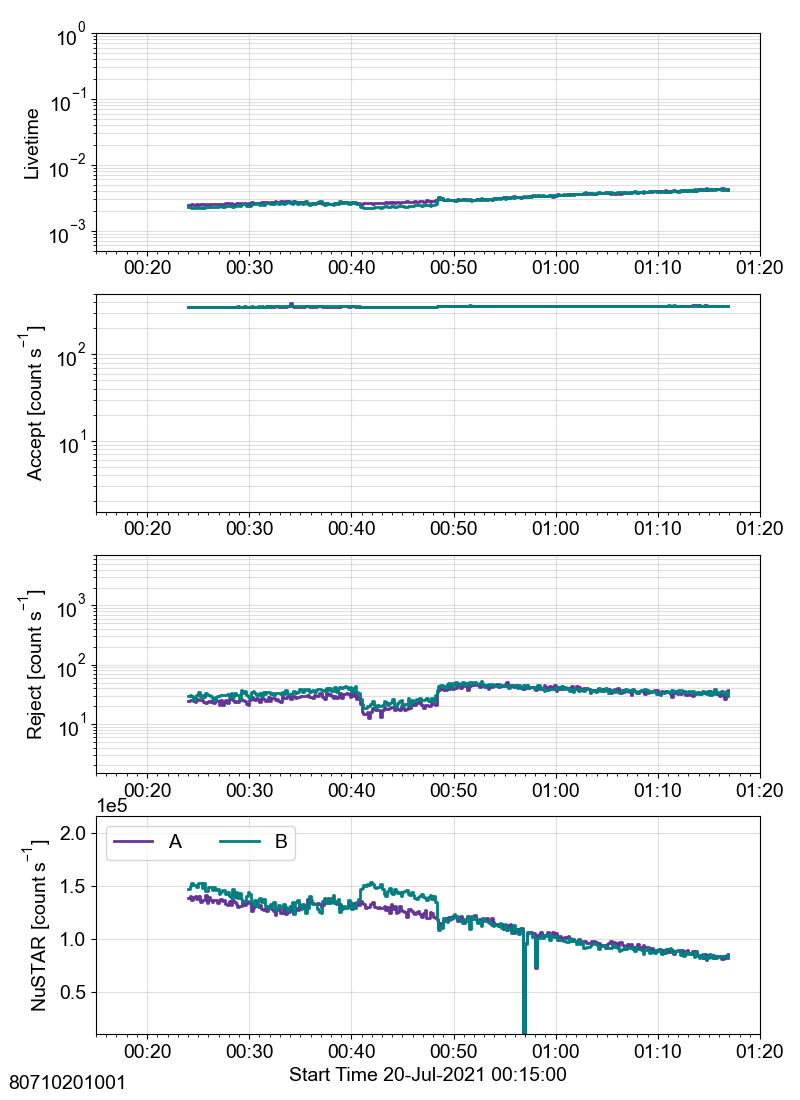 10⁰
10⁻¹
10⁻²
10⁻³
Livetime
00:20 00:30 00:40 00:50 01:00 01:10 01:20
10²
10¹
Accept [count s⁻¹]
00:20 00:30 00:40 00:50 01:00 01:10 01:20
10³
10²
10¹
Reject [count s⁻¹]
00:20 00:30 00:40 00:50 01:00 01:10 01:20
1e5
A B
2.0
1.5
1.0
0.5
NuSTAR [count s⁻¹]
00:20 00:30 00:40 00:50 01:00 01:10 01:20
Start Time 20-Jul-2021 00:15:00
80710201001